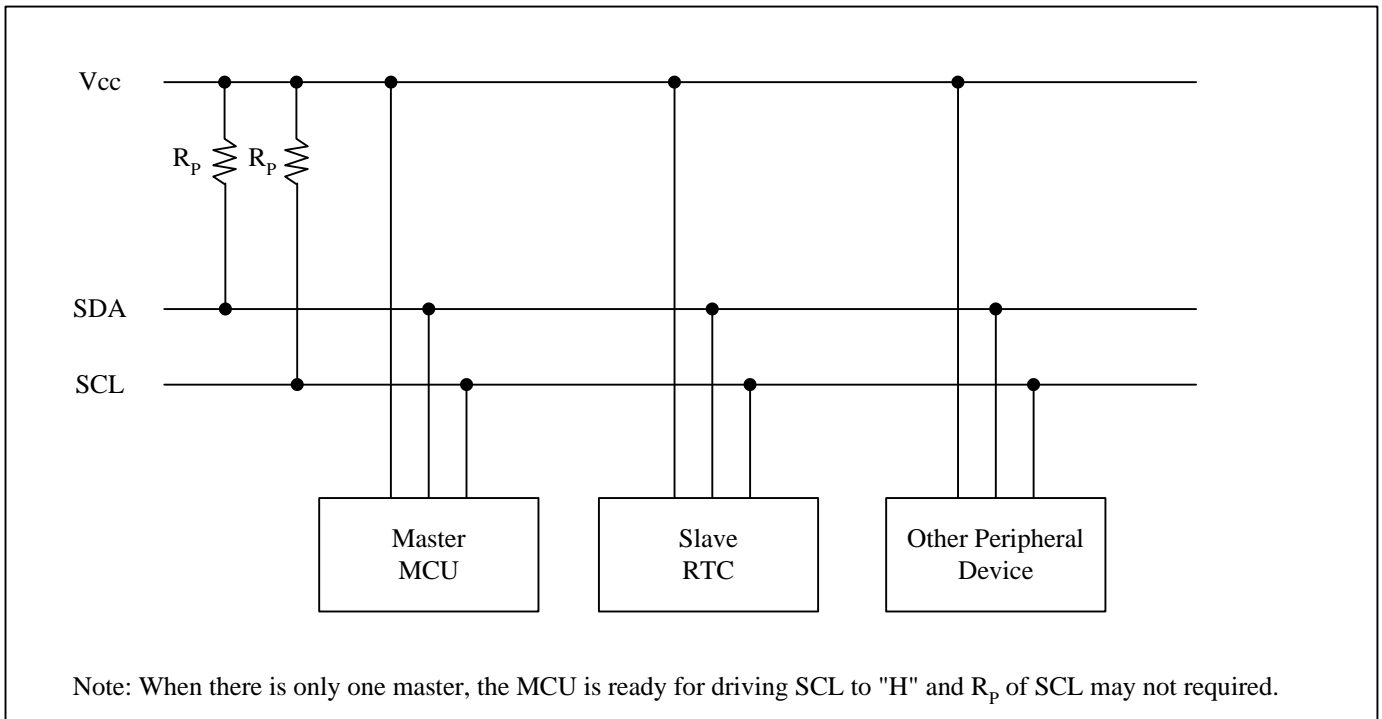 Vcc
R_P R_P
SDA
SCL
Master
MCU
Slave
RTC
Other Peripheral
Device
Note: When there is only one master, the MCU is ready for driving SCL to "H" and R_P of SCL may not required.